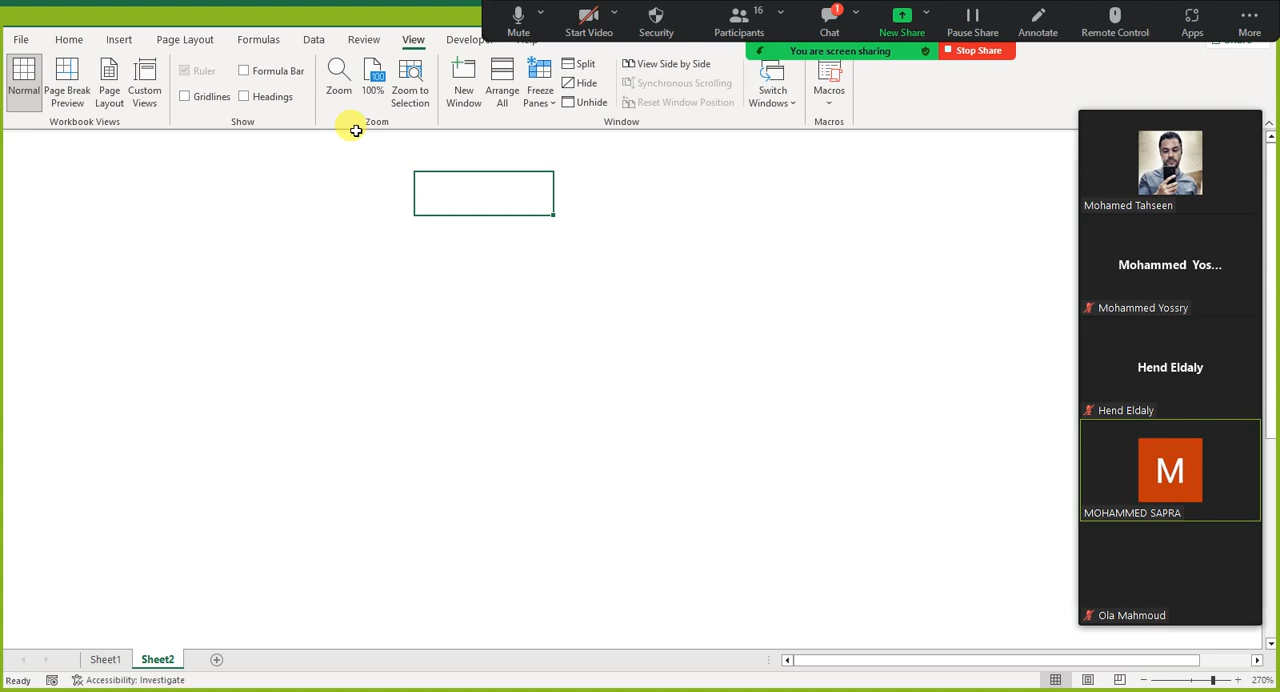 Mute
Start Video
Security
16
Participants
1
Chat
New Share
Pause Share
Annotate
Remote Control
Apps
More
You are screen sharing
Stop Share
File
Home
Insert
Page Layout
Formulas
Data
Review
View
Normal
Page Break Preview
Page Layout
Custom Views
Workbook Views
Ruler
Formula Bar
Gridlines
Headings
Show
Zoom
100
100%
Zoom to Selection
Zoom
New Window
Arrange All
Freeze Panes
Split
Hide
Unhide
View Side by Side
Synchronous Scrolling
Reset Window Position
Switch Windows
Window
Macros
Macros
Mohamed Tahseen
Mohammed Yos...
Mohammed Yossry
Hend Eldaly
Hend Eldaly
M
MOHAMMED SAPRA
Ola Mahmoud
Sheet1
Sheet2
Ready
Accessibility: Investigate
270%